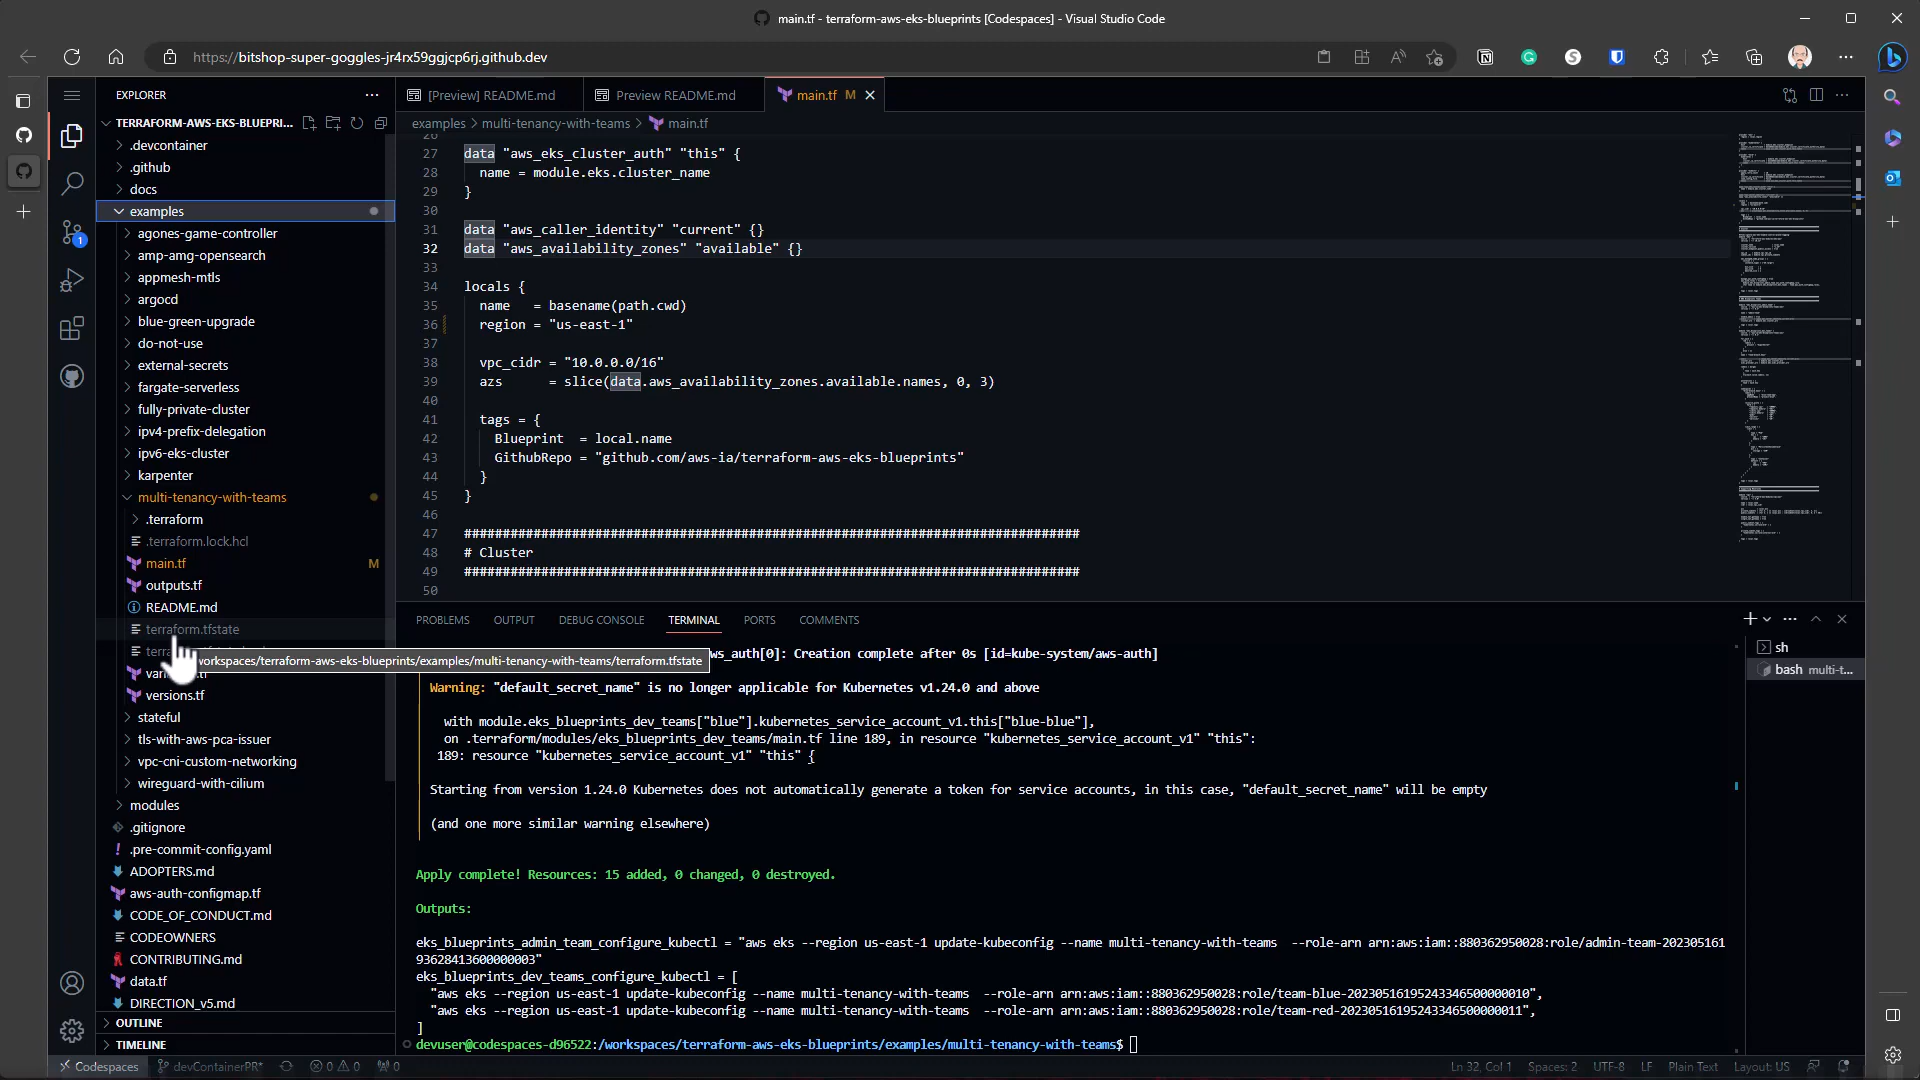 main.tf - terraform-aws-eks-blueprints [Codespaces] - Visual Studio Code
https://bitshop-super-goggles-jr4rx59ggjcp6rj.github.dev
EXPLORER
TERRAFORM-AWS-EKS-BLUEPRI...
.devcontainer
.github
docs
examples
agones-game-controller
amp-amg-opensearch
appmesh-mtls
argocd
blue-green-upgrade
do-not-use
external-secrets
fargate-serverless
fully-private-cluster
ipv4-prefix-delegation
ipv6-eks-cluster
karpenter
multi-tenancy-with-teams
.terraform
.terraform.lock.hcl
main.tf M
outputs.tf
README.md
terraform.tfstate
versions.tf
stateful
tls-with-aws-pca-issuer
vpc-cni-custom-networking
wireguard-with-cilium
modules
.gitignore
.pre-commit-config.yaml
ADOPTERS.md
aws-auth-configmap.tf
CODE_OF_CONDUCT.md
CODEOWNERS
CONTRIBUTING.md
data.tf
DIRECTION_v5.md
OUTLINE
TIMELINE
1
[Preview] README.md
Preview README.md
main.tf M
examples > multi-tenancy-with-teams > main.tf
26
27 data "aws_eks_cluster_auth" "this" {
28 name = module.eks.cluster_name
29 }
30
31 data "aws_caller_identity" "current" {}
32 data "aws_availability_zones" "available" {}
33
34 locals {
35 name = basename(path.cwd)
36 region = "us-east-1"
37
38 vpc_cidr = "10.0.0.0/16"
39 azs = slice(data.aws_availability_zones.available.names, 0, 3)
40
41 tags = {
42 Blueprint = local.name
43 GithubRepo = "github.com/aws-ia/terraform-aws-eks-blueprints"
44 }
45 }
46
47 ################################################################################
48 # Cluster
49 ################################################################################
50
PROBLEMS OUTPUT DEBUG CONSOLE TERMINAL PORTS COMMENTS
sh
bash multi-t...
workspaces/terraform-aws-eks-blueprints/examples/multi-tenancy-with-teams/terraform.tfstate
ws_auth[0]: Creation complete after 0s [id=kube-system/aws-auth]
Warning: "default_secret_name" is no longer applicable for Kubernetes v1.24.0 and above
with module.eks_blueprints_dev_teams["blue"].kubernetes_service_account_v1.this["blue-blue"],
on .terraform/modules/eks_blueprints_dev_teams/main.tf line 189, in resource "kubernetes_service_account_v1" "this":
189: resource "kubernetes_service_account_v1" "this" {
Starting from version 1.24.0 Kubernetes does not automatically generate a token for service accounts, in this case, "default_secret_name" will be empty
(and one more similar warning elsewhere)
Apply complete! Resources: 15 added, 0 changed, 0 destroyed.
Outputs:
eks_blueprints_admin_team_configure_kubectl = "aws eks --region us-east-1 update-kubeconfig --name multi-tenancy-with-teams --role-arn arn:aws:iam::880362950028:role/admin-team-202305161
93628413600000003"
eks_blueprints_dev_teams_configure_kubectl = [
"aws eks --region us-east-1 update-kubeconfig --name multi-tenancy-with-teams --role-arn arn:aws:iam::880362950028:role/team-blue-20230516195243346500000010",
"aws eks --region us-east-1 update-kubeconfig --name multi-tenancy-with-teams --role-arn arn:aws:iam::880362950028:role/team-red-20230516195243346500000011",
]
devuser@codespaces-d96522:/workspaces/terraform-aws-eks-blueprints/examples/multi-tenancy-with-teams$
Codespaces devContainerPR* 0 0 0 Ln 32, Col 1 Spaces: 2 UTF-8 LF Plain Text Layout: US